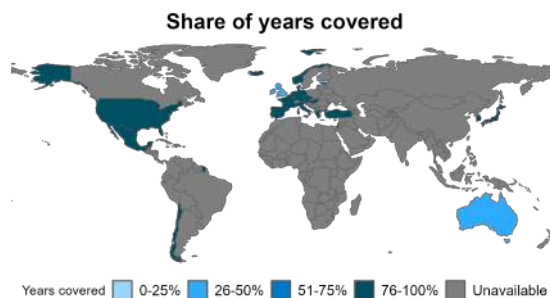 Share of years covered
Years covered 0-25% 26-50% 51-75% 76-100% Unavailable